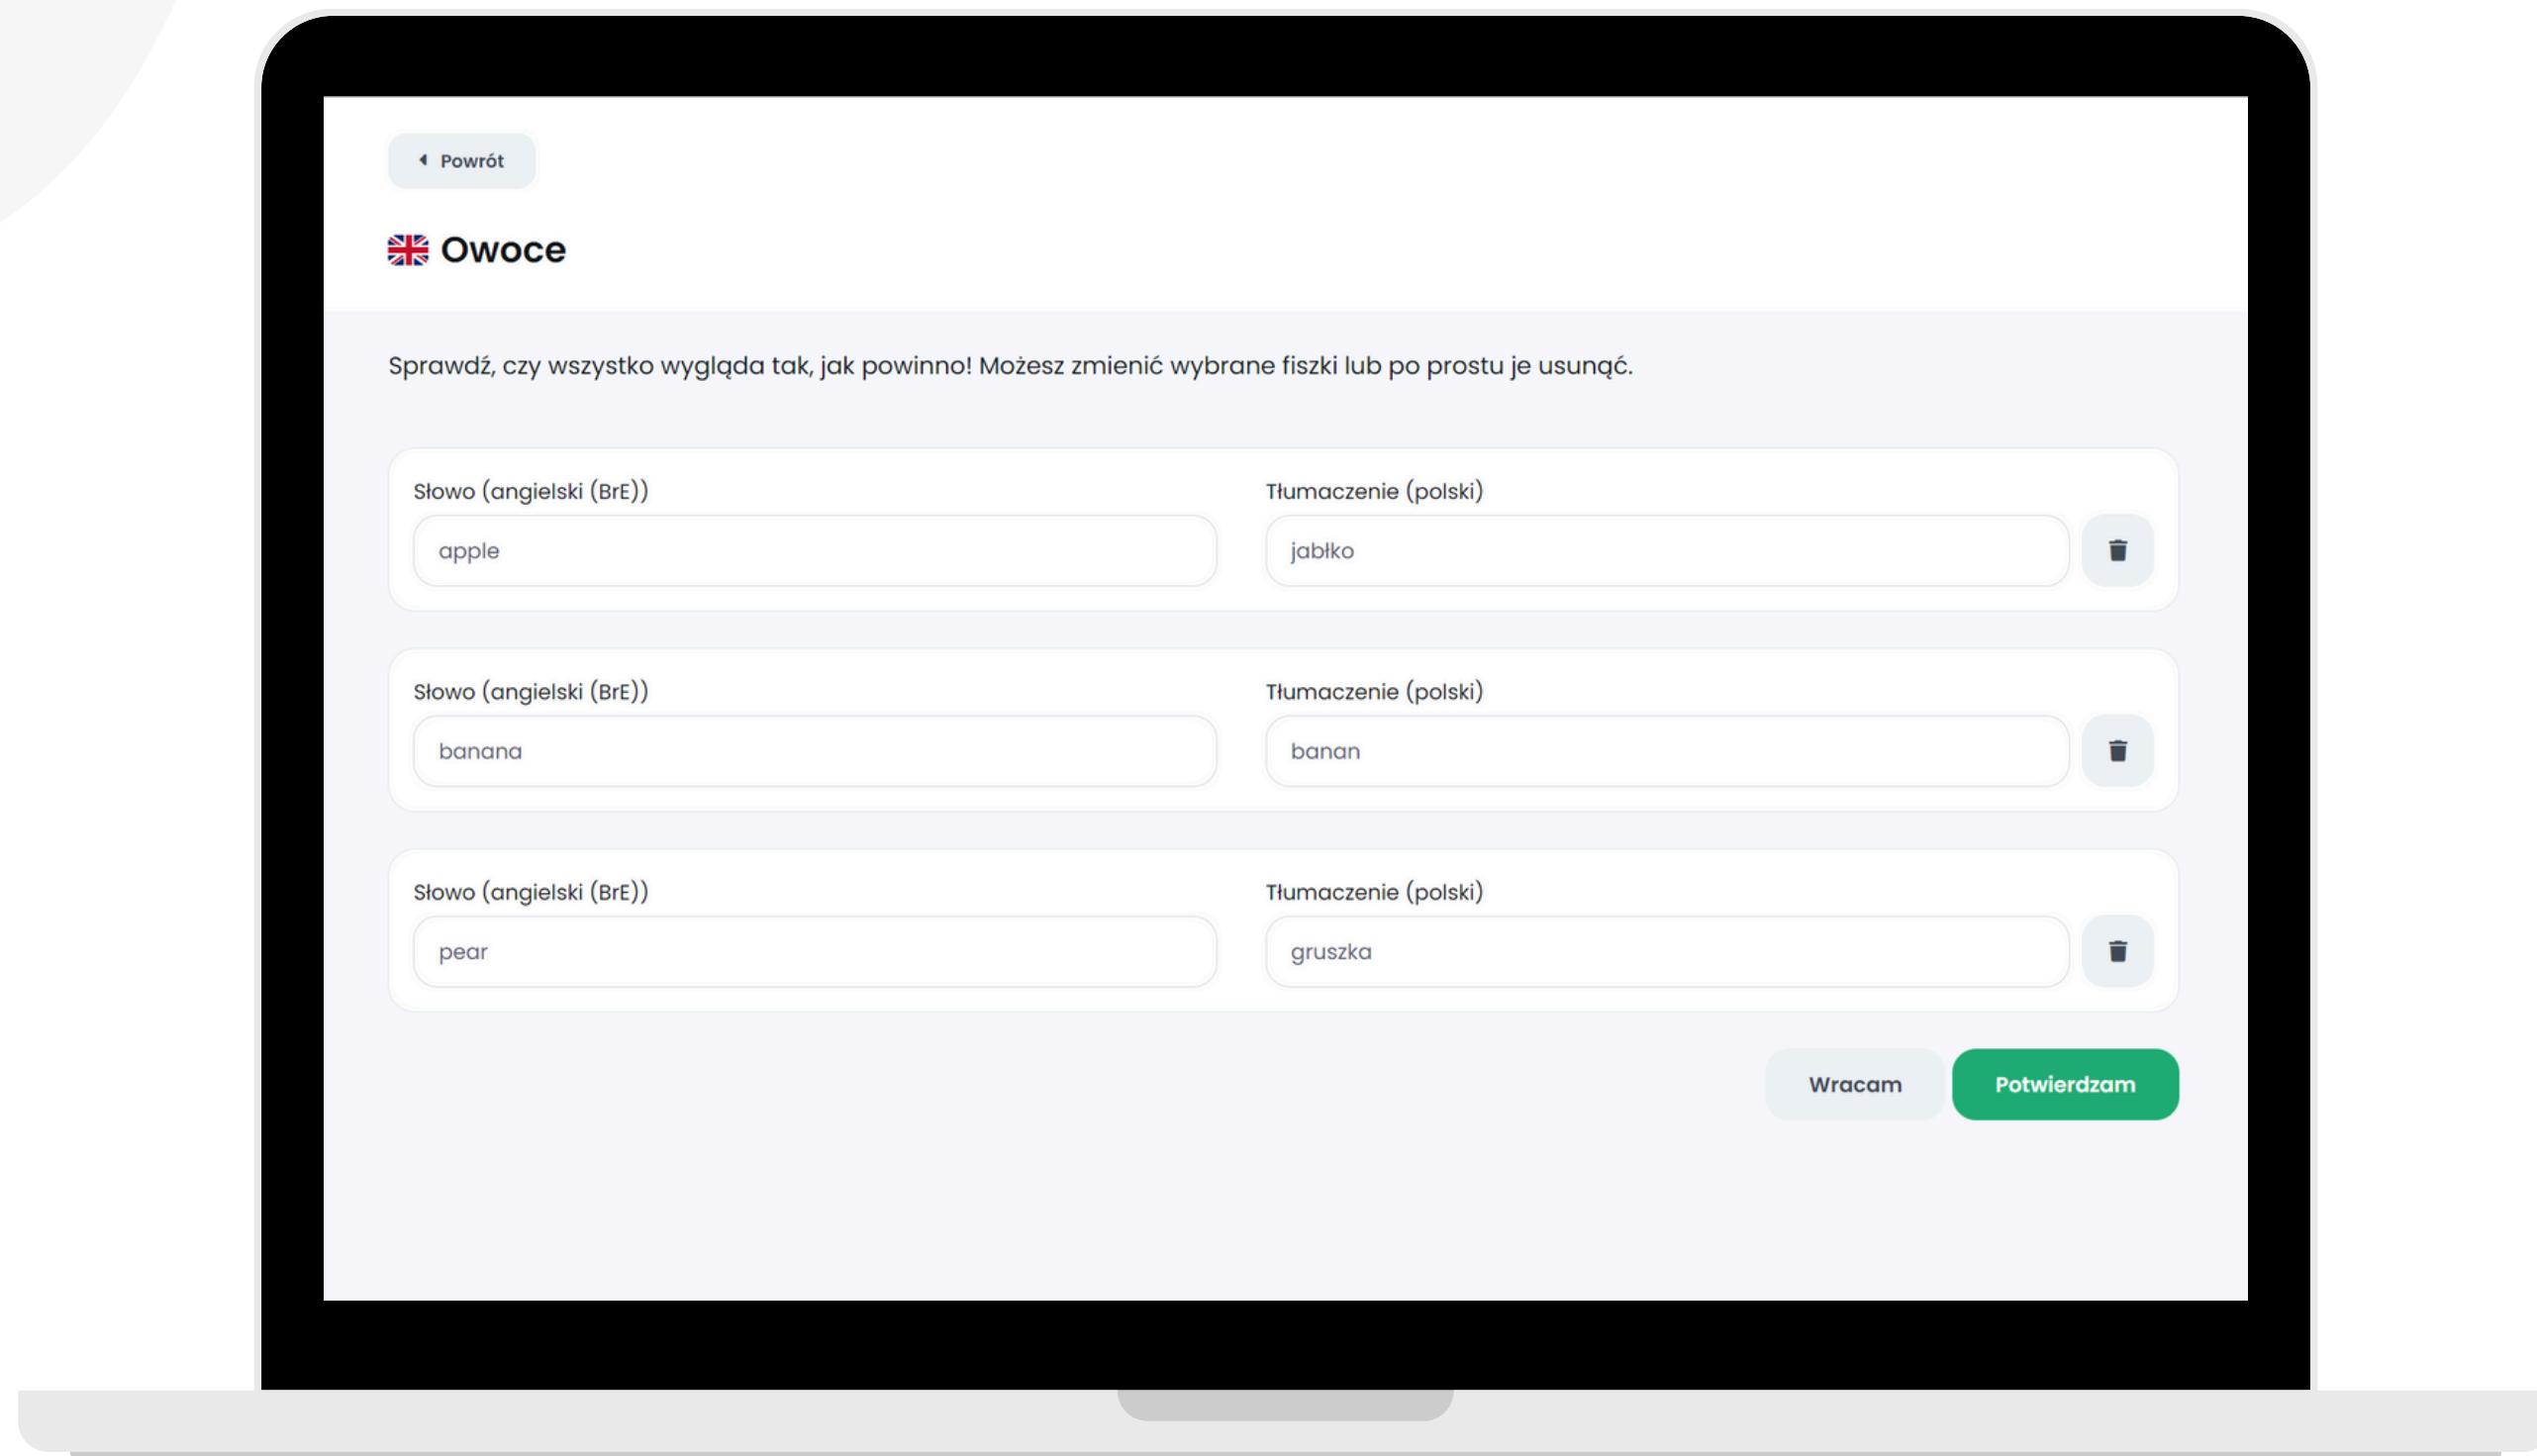 Powrót
Owoce
Sprawdź, czy wszystko wygląda tak, jak powinno! Możesz zmienić wybrane fiszki lub po prostu je usunąć.
Słowo (angielski (BrE)) Tłumaczenie (polski)
apple jabłko
Słowo (angielski (BrE)) Tłumaczenie (polski)
banana banan
Słowo (angielski (BrE)) Tłumaczenie (polski)
pear gruszka
Wracam Potwierdzam